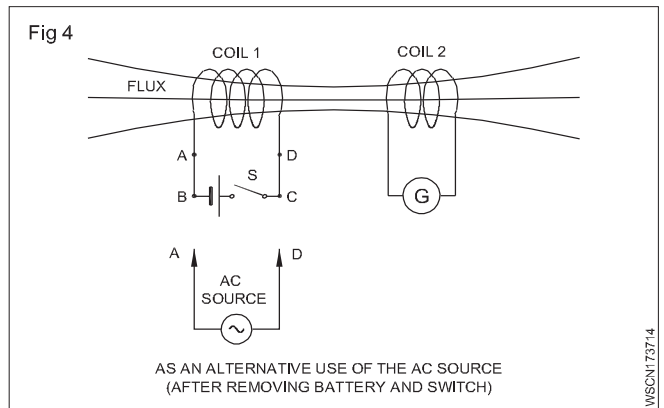 Fig 4
COIL 1
COIL 2
FLUX
A
D
S
B
C
G
A
D
AC
SOURCE
AS AN ALTERNATIVE USE OF THE AC SOURCE
(AFTER REMOVING BATTERY AND SWITCH)
WSCN173714